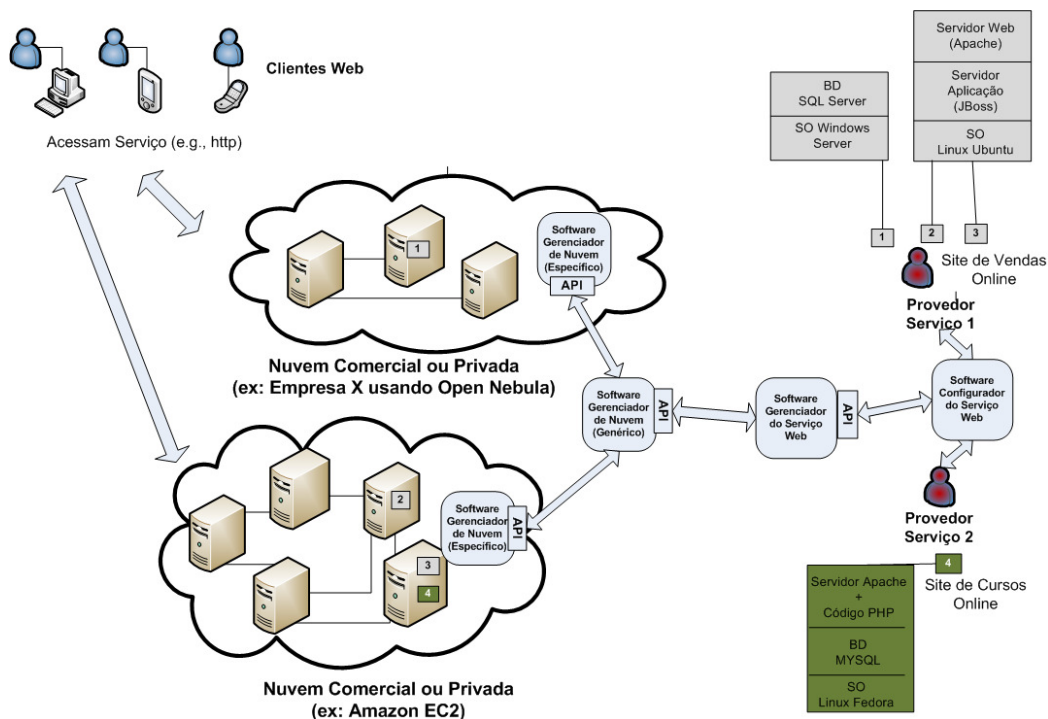 Clientes Web
Acessam Serviço (e.g., http)
BD
SQL Server
SO Windows
Server
Servidor Web
(Apache)
Servidor
Aplicação
(JBoss)
SO
Linux Ubuntu
1
2
3
Site de Vendas
Online
Provedor
Serviço 1
1
Software
Gerenciador
de Nuvem
(Específico)
API
Nuvem Comercial ou Privada
(ex: Empresa X usando Open Nebula)
Software
Gerenciador
de Nuvem
(Genérico)
API
Software
Gerenciador
do Serviço
Web
API
Software
Configurador
do Serviço
Web
2
3
4
Software
Gerenciador
de Nuvem
(Específico)
API
Nuvem Comercial ou Privada
(ex: Amazon EC2)
Provedor
Serviço 2
4
Site de Cursos
Online
Servidor Apache
+
Código PHP
BD
MYSQL
SO
Linux Fedora